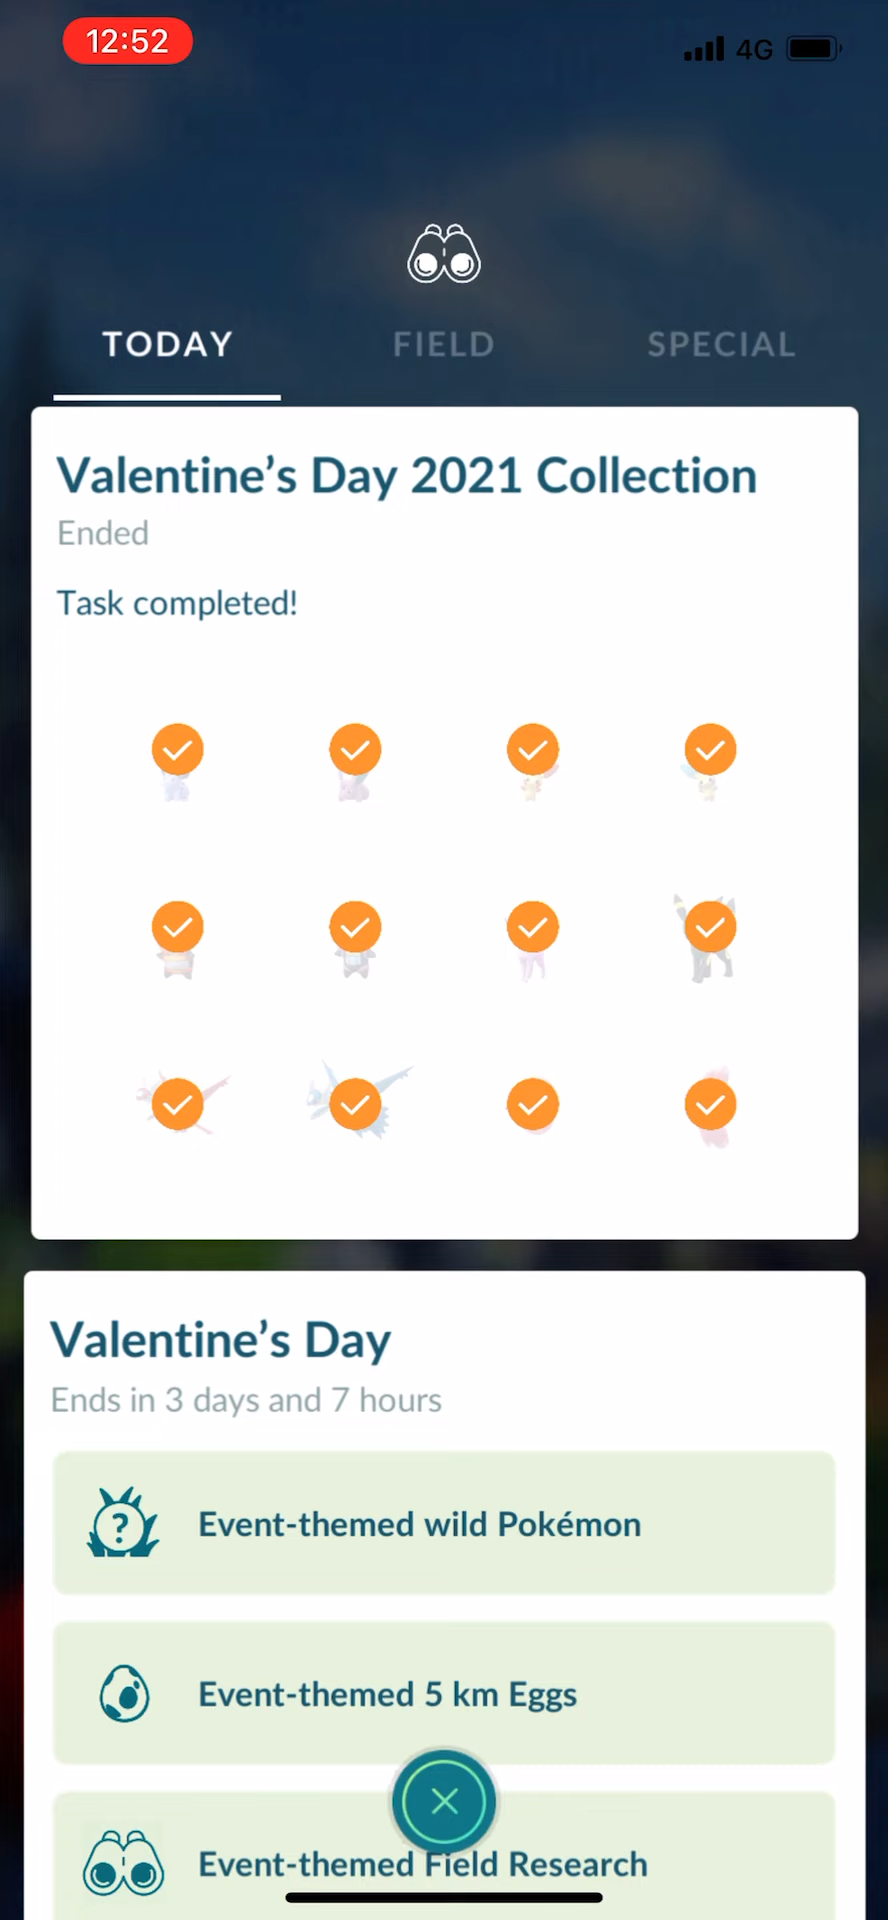 12:52
4G
TODAY
FIELD
SPECIAL
Valentine’s Day 2021 Collection
Ended
Task completed!
Valentine’s Day
Ends in 3 days and 7 hours
?
Event-themed wild Pokémon
Event-themed 5 km Eggs
Event-themed Field Research